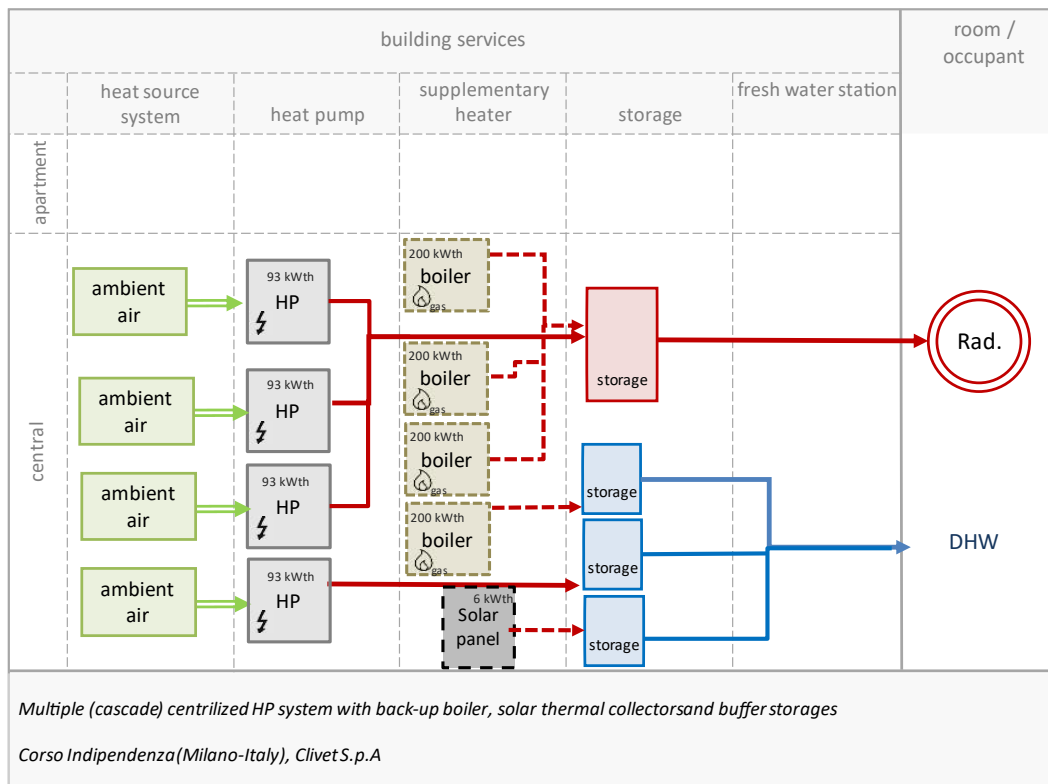 building services
room /
occupant
heat source
system
heat pump
supplementary
heater
storage
fresh water station
apartment
central
ambient
air
93 kWth
HP
200 kWth
boiler
gas
storage
Rad.
ambient
air
93 kWth
HP
200 kWth
boiler
gas
ambient
air
93 kWth
HP
200 kWth
boiler
gas
storage
200 kWth
boiler
gas
storage
DHW
ambient
air
93 kWth
HP
6 kWth
Solar
panel
storage
Multiple (cascade) centrilized HP system with back-up boiler, solar thermal collectorsand buffer storages
Corso Indipendenza(Milano-Italy), Clivet S.p.A